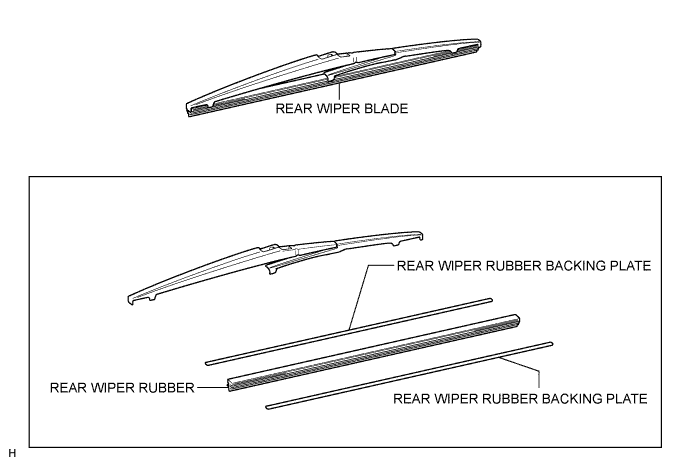 REAR WIPER BLADE
REAR WIPER RUBBER BACKING PLATE
REAR WIPER RUBBER
REAR WIPER RUBBER BACKING PLATE
H